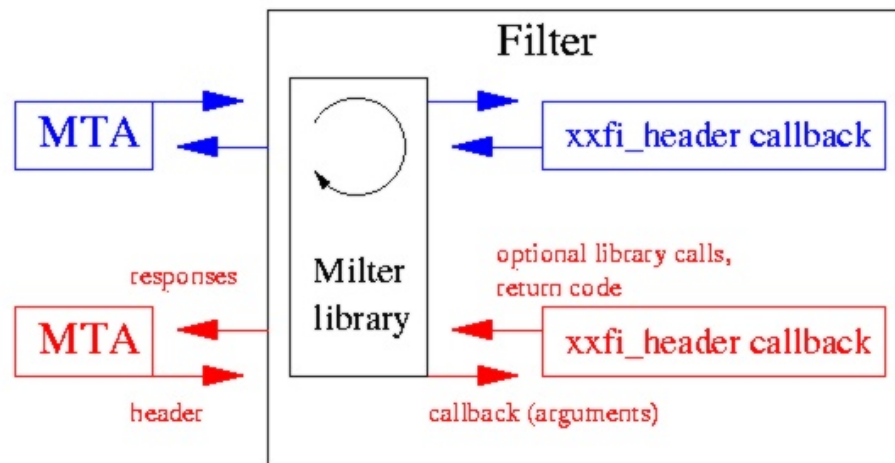 Filter
MTA
xxfi_header callback
Milter
library
responses
optional library calls,
return code
MTA
xxfi_header callback
header
callback (arguments)